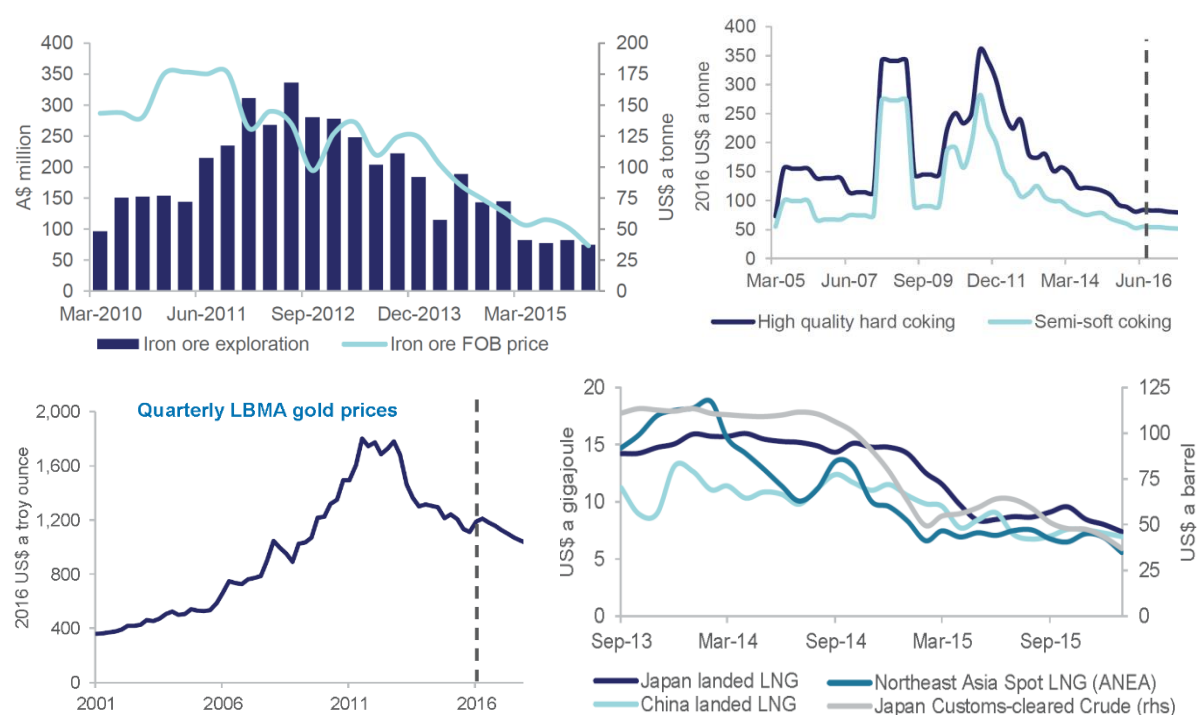 A$ million
400
350
300
250
200
150
100
50
0
200
175
150
125
100
75
50
25
0
US$ a tonne
Mar-2010 Jun-2011 Sep-2012 Dec-2013 Mar-2015
Iron ore exploration Iron ore FOB price
2016 US$ a tonne
400
350
300
250
200
150
100
50
0
Mar-05 Jun-07 Sep-09 Dec-11 Mar-14 Jun-16
High quality hard coking Semi-soft coking
Quarterly LBMA gold prices
2016 US$ a troy ounce
2,000
1,600
1,200
800
400
0
2001 2006 2011 2016
US$ a gigajoule
20
15
10
5
0
125
100
75
50
25
0
US$ a barrel
Sep-13 Mar-14 Sep-14 Mar-15 Sep-15
Japan landed LNG Northeast Asia Spot LNG (ANEA)
China landed LNG Japan Customs-cleared Crude (rhs)